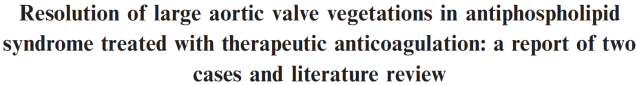 Resolution of large aortic valve vegetations in antiphospholipid
syndrome treated with therapeutic anticoagulation: a report of two
cases and literature review